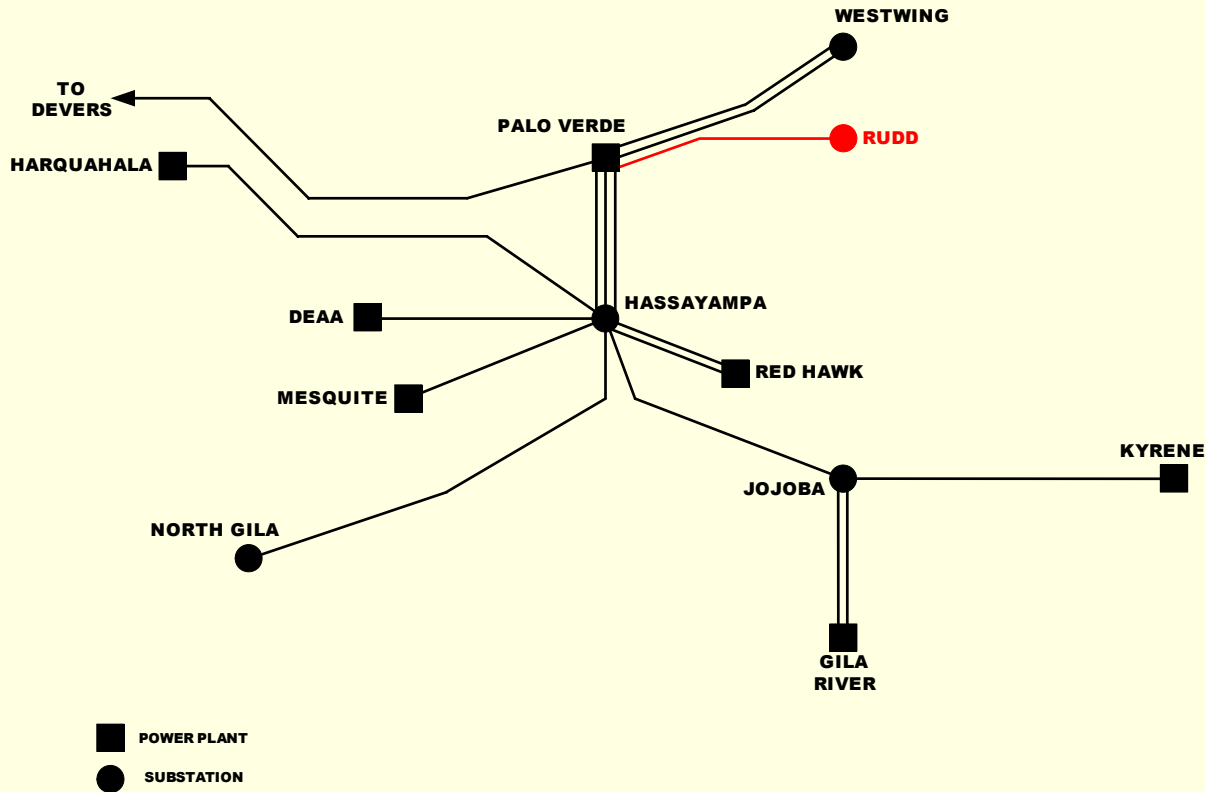 WESTWING
TO
DEVERS
PALO VERDE
RUDD
HARQUAHALA
HASSAYAMPA
DEAA
RED HAWK
MESQUITE
KYRENE
JOJOBA
NORTH GILA
GILA
RIVER
POWER PLANT
SUBSTATION